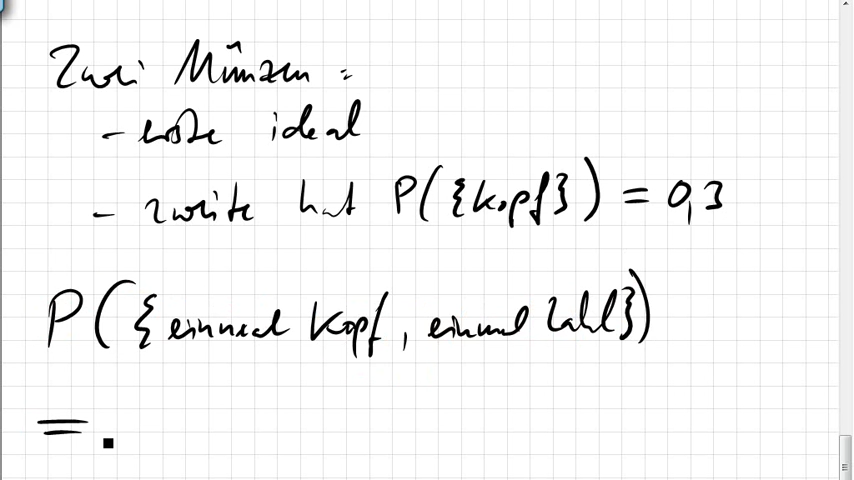 Zwei Münzen:
- erste ideal
- zweite hat P({Kopf}) = 0,3
P({einmal Kopf, einmal Zahl})
= .